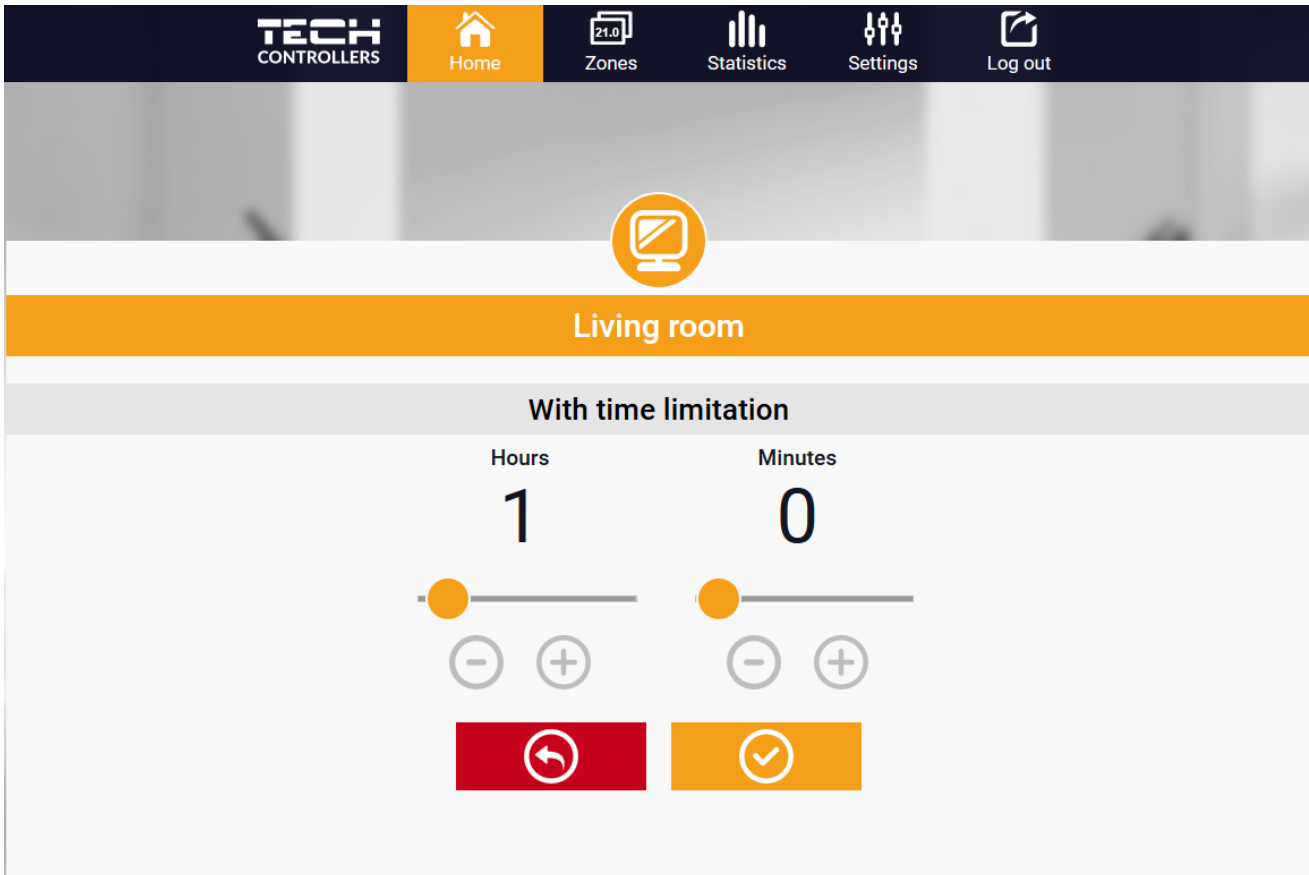 TECH
CONTROLLERS
Home
21.0
Zones
Statistics
Settings
Log out
Living room
With time limitation
Hours
Minutes
1
0